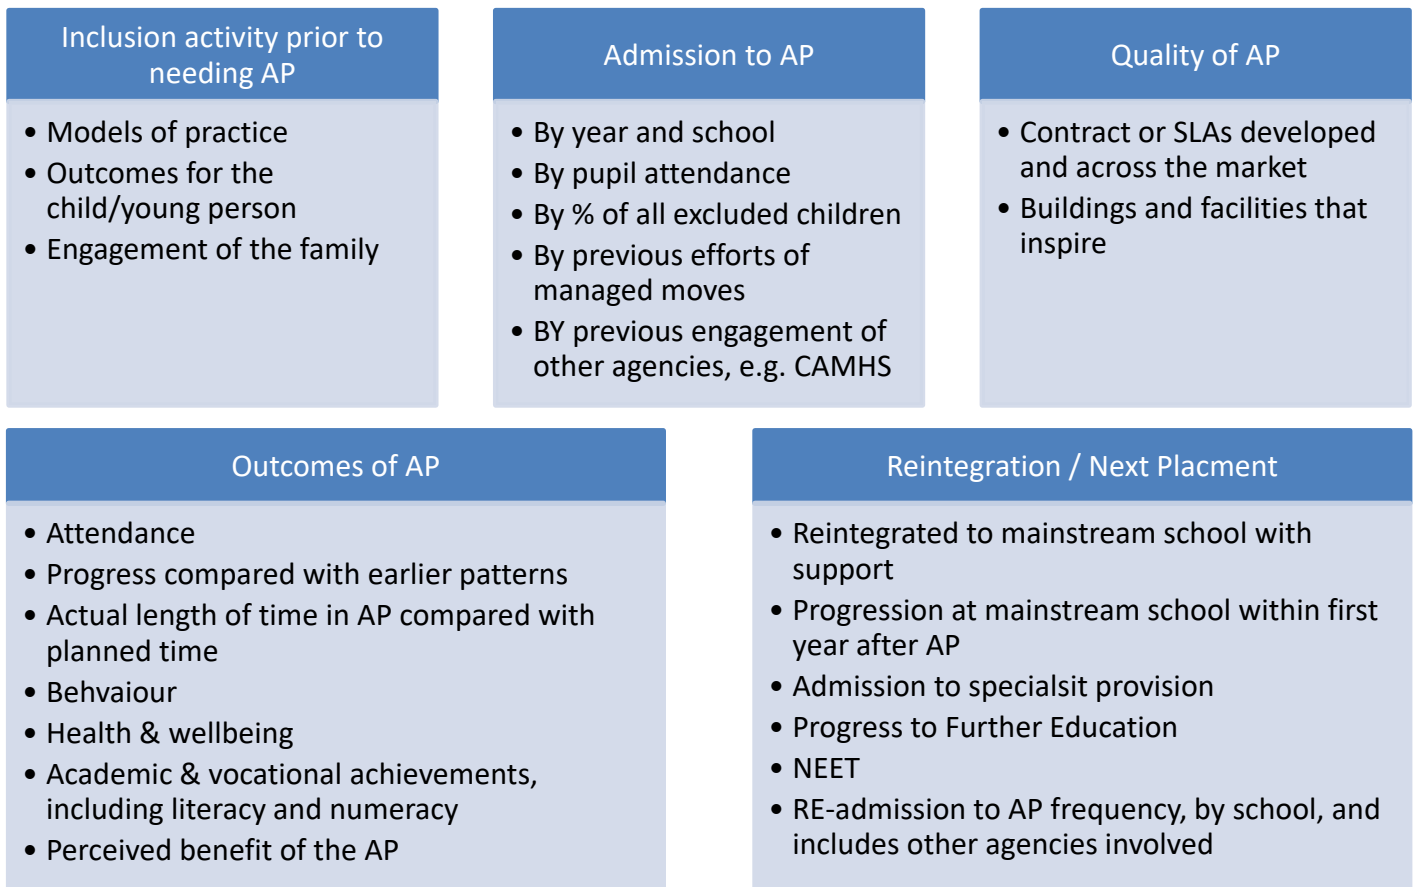 Inclusion activity prior to
needing AP
• Models of practice
• Outcomes for the
child/young person
• Engagement of the family
Admission to AP
• By year and school
• By pupil attendance
• By % of all excluded children
• By previous efforts of
managed moves
• BY previous engagement of
other agencies, e.g. CAMHS
Quality of AP
• Contract or SLAs developed
and across the market
• Buildings and facilities that
inspire
Outcomes of AP
• Attendance
• Progress compared with earlier patterns
• Actual length of time in AP compared with
planned time
• Behvaiour
• Health & wellbeing
• Academic & vocational achievements,
including literacy and numeracy
• Perceived benefit of the AP
Reintegration / Next Placment
• Reintegrated to mainstream school with
support
• Progression at mainstream school within first
year after AP
• Admission to specialsit provision
• Progress to Further Education
• NEET
• RE-admission to AP frequency, by school, and
includes other agencies involved